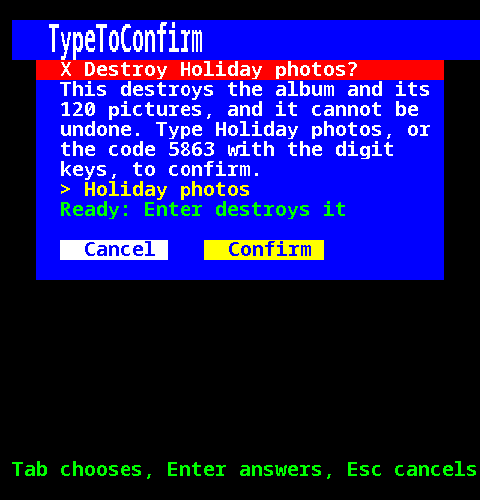 TypeToConfirm
X Destroy Holiday photos?
This destroys the album and its
120 pictures, and it cannot be
undone. Type Holiday photos, or
the code 5863 with the digit
keys, to confirm.
> Holiday photos
Ready: Enter destroys it
Cancel Confirm
Tab chooses, Enter answers, Esc cancels